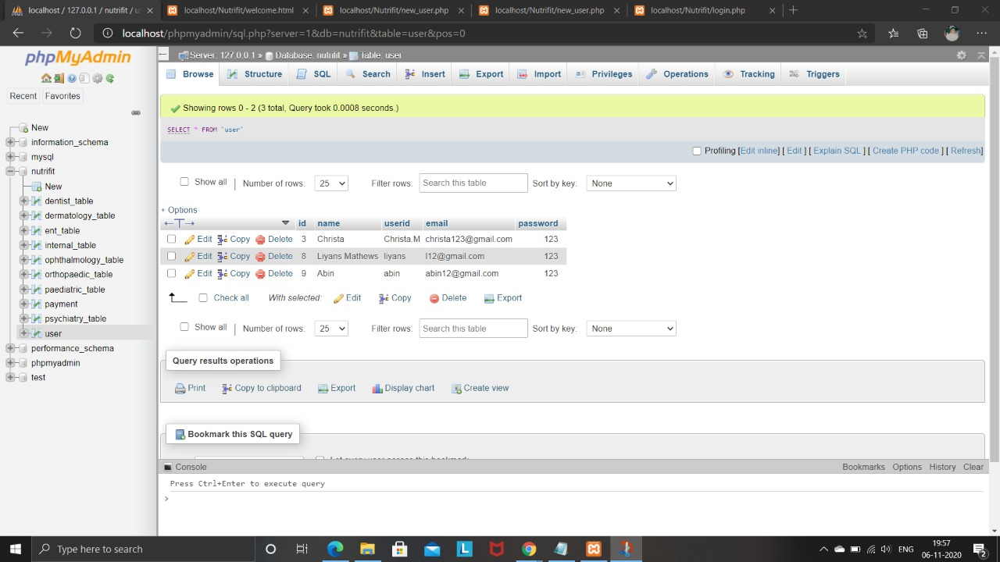 localhost / 127.0.0.1 / nutrifit / u
localhost/Nutrifit/welcome.html
localhost/Nutrifit/new_user.php
localhost/Nutrifit/new_user.php
localhost/Nutrifit/login.php
localhost/phpmyadmin/sql.php?server=1&db=nutrifit&table=user&pos=0
phpMyAdmin
Recent Favorites
New
information_schema
mysql
nutrifit
New
dentist_table
dermatology_table
ent_table
internal_table
ophthalmology_table
orthopaedic_table
paediatric_table
payment
psychiatry_table
user
performance_schema
phpmyadmin
test
Server: 127.0.0.1 » Database: nutrifit » Table: user
Browse Structure SQL Search Insert Export Import Privileges Operations Tracking Triggers
Showing rows 0 - 2 (3 total, Query took 0.0008 seconds.)
SELECT * FROM `user`
Profiling [Edit inline] [ Edit ] [ Explain SQL ] [ Create PHP code ] [ Refresh]
Show all | Number of rows: 25 Filter rows: Search this table Sort by key: None
+ Options
←T→ id name userid email password
Edit Copy Delete 3 Christa Christa.M christa123@gmail.com 123
Edit Copy Delete 8 Liyans Mathews liyans l12@gmail.com 123
Edit Copy Delete 9 Abin abin abin12@gmail.com 123
Check all With selected: Edit Copy Delete Export
Show all | Number of rows: 25 Filter rows: Search this table Sort by key: None
Query results operations
Print Copy to clipboard Export Display chart Create view
Bookmark this SQL query
Console Bookmarks Options History Clear
Press Ctrl+Enter to execute query
>
Type here to search
ENG
19:57
06-11-2020
2